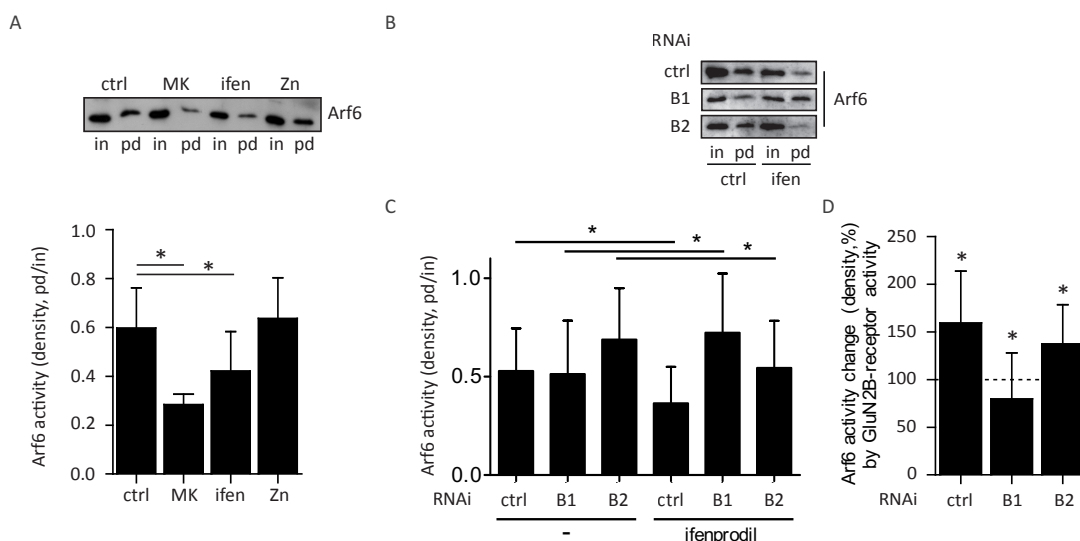 A
ctrl MK ifen Zn
Arf6
in pd in pd in pd in pd
Arf6 activity (density, pd/in)
1.0
0.8
0.6
0.4
0.2
0.0
* *
ctrl MK ifen Zn
B
RNAi
ctrl
B1
B2
Arf6
in pd in pd
ctrl ifen
C
Arf6 activity (density, pd/in)
1.0
0.5
0.0
* * *
RNAi ctrl B1 B2 ctrl B1 B2
- ifenprodil
D
Arf6 activity change (density,%)
by GluN2B-receptor activity
250
200
150
100
50
0
* * *
RNAi ctrl B1 B2